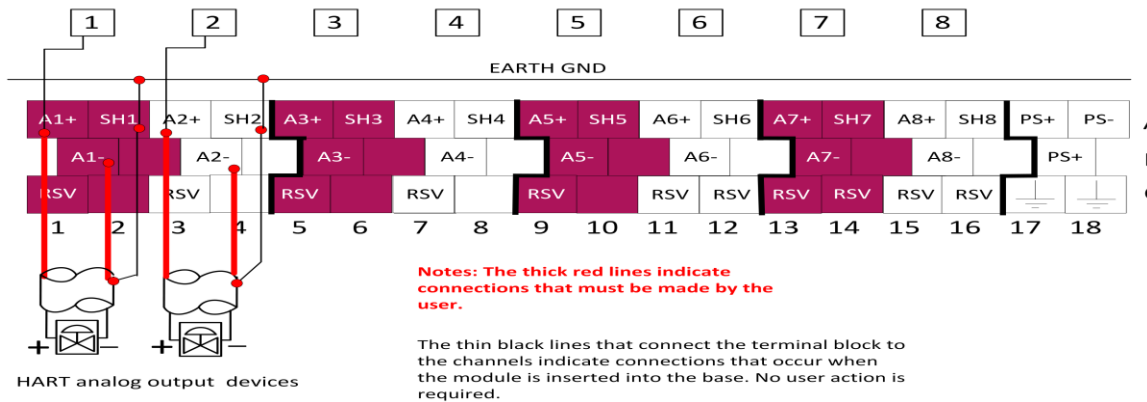 1 2 3 4 5 6 7 8
EARTH GND
A1+ SH1 A2+ SH2 A3+ SH3 A4+ SH4 A5+ SH5 A6+ SH6 A7+ SH7 A8+ SH8 PS+ PS-
A1- A2- A3- A4- A5- A6- A7- A8- PS+
RSV RSV RSV RSV RSV RSV RSV RSV RSV RSV
1 2 3 4 5 6 7 8 9 10 11 12 13 14 15 16 17 18
Notes: The thick red lines indicate
connections that must be made by the
user.
The thin black lines that connect the terminal block to
the channels indicate connections that occur when
the module is inserted into the base. No user action is
required.
+ - + -
HART analog output devices